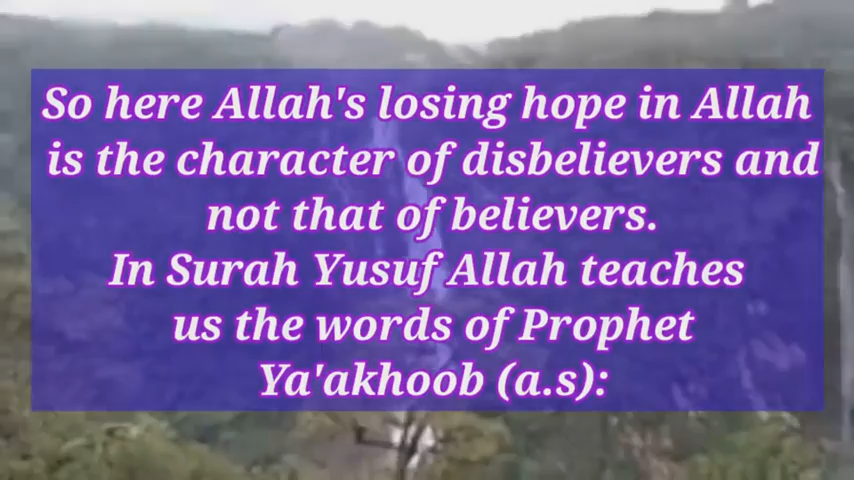 So here Allah's losing hope in Allah
is the character of disbelievers and
not that of believers.
In Surah Yusuf Allah teaches
us the words of Prophet
Ya'akhoob (a.s):